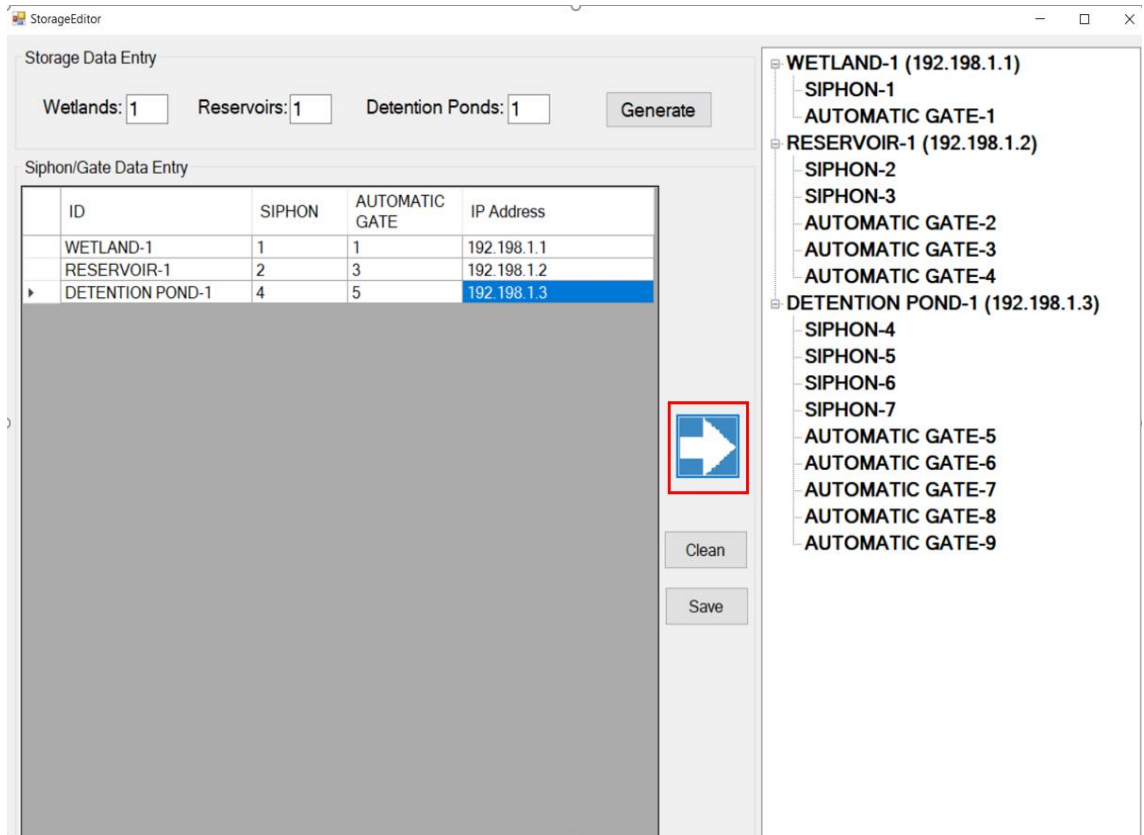 StorageEditor
Storage Data Entry
Wetlands: 1 Reservoirs: 1 Detention Ponds: 1 Generate
Siphon/Gate Data Entry
ID SIPHON AUTOMATIC GATE IP Address
WETLAND-1 1 1 192.198.1.1
RESERVOIR-1 2 3 192.198.1.2
DETENTION POND-1 4 5 192.198.1.3
Clean
Save
WETLAND-1 (192.198.1.1)
SIPHON-1
AUTOMATIC GATE-1
RESERVOIR-1 (192.198.1.2)
SIPHON-2
SIPHON-3
AUTOMATIC GATE-2
AUTOMATIC GATE-3
AUTOMATIC GATE-4
DETENTION POND-1 (192.198.1.3)
SIPHON-4
SIPHON-5
SIPHON-6
SIPHON-7
AUTOMATIC GATE-5
AUTOMATIC GATE-6
AUTOMATIC GATE-7
AUTOMATIC GATE-8
AUTOMATIC GATE-9